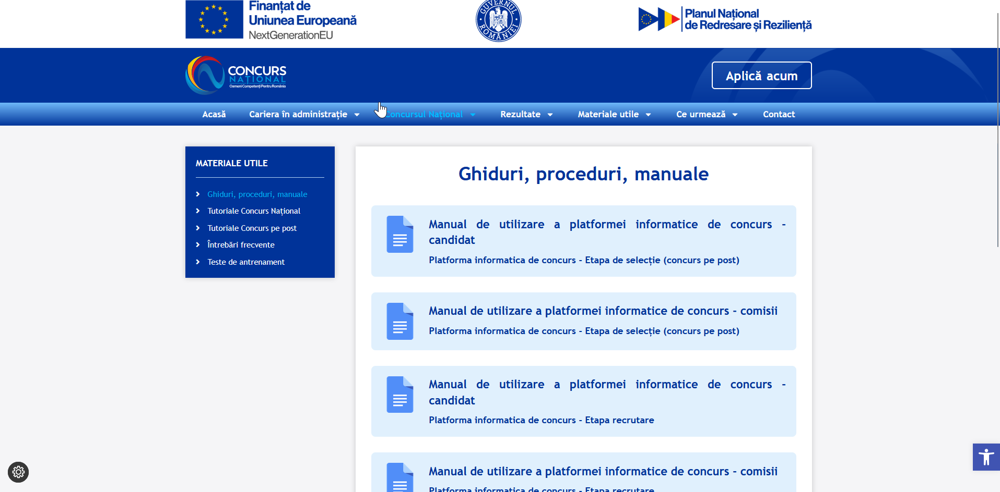 Finanțat de
Uniunea Europeană
NextGenerationEU
GUVERNUL ROMÂNIEI
Planul Național
de Redresare și Reziliență
CONCURS
NAȚIONAL
Oameni Competenți Pentru România
Aplică acum
Acasă
Cariera în administrație
Concursul Național
Rezultate
Materiale utile
Ce urmează
Contact
MATERIALE UTILE
Ghiduri, proceduri, manuale
Tutoriale Concurs Național
Tutoriale Concurs pe post
Întrebări frecvente
Teste de antrenament
Ghiduri, proceduri, manuale
Manual de utilizare a platformei informatice de concurs -
candidat
Platforma informatica de concurs - Etapa de selecție (concurs pe post)
Manual de utilizare a platformei informatice de concurs - comisii
Platforma informatica de concurs - Etapa de selecție (concurs pe post)
Manual de utilizare a platformei informatice de concurs -
candidat
Platforma informatica de concurs - Etapa recrutare
Manual de utilizare a platformei informatice de concurs - comisii
Platforma informatica de concurs - Etapa recrutare